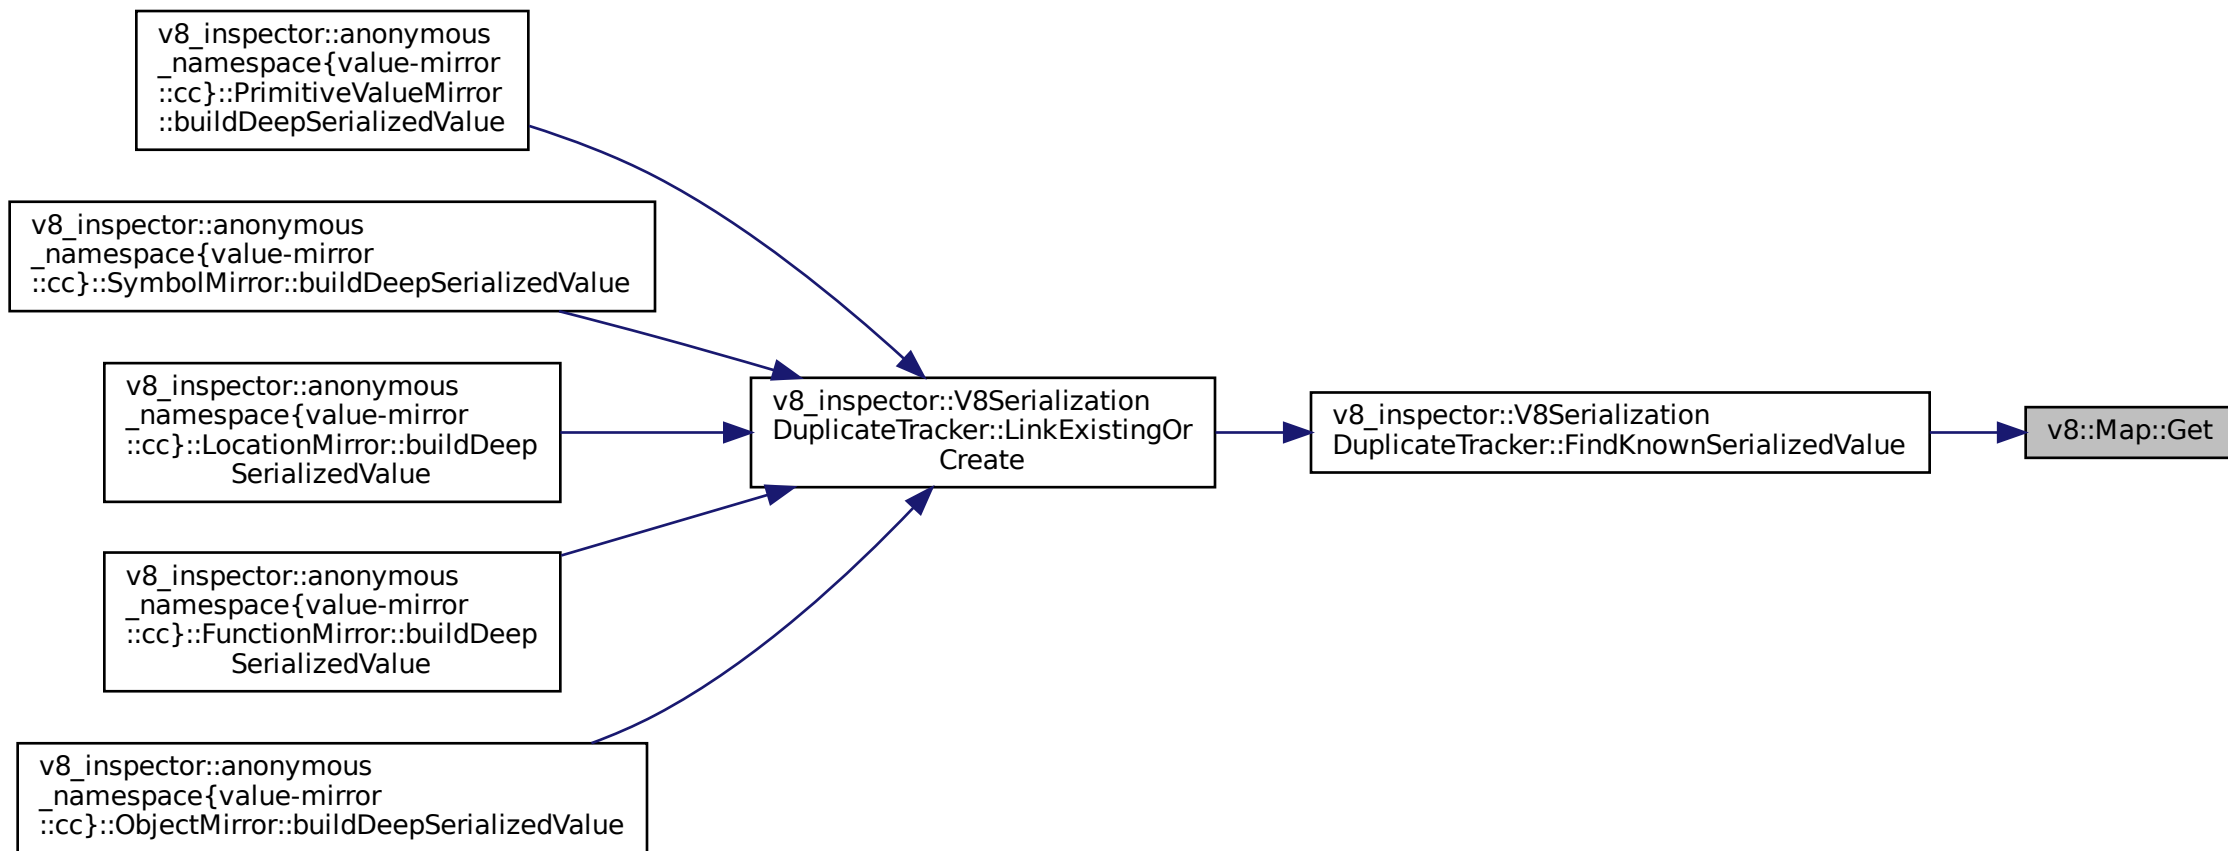 v8_inspector::anonymous
_namespace{value-mirror
::cc}::PrimitiveValueMirror
::buildDeepSerializedValue
v8_inspector::anonymous
_namespace{value-mirror
::cc}::SymbolMirror::buildDeepSerializedValue
v8_inspector::anonymous
_namespace{value-mirror
::cc}::LocationMirror::buildDeep
SerializedValue
v8_inspector::anonymous
_namespace{value-mirror
::cc}::FunctionMirror::buildDeep
SerializedValue
v8_inspector::anonymous
_namespace{value-mirror
::cc}::ObjectMirror::buildDeepSerializedValue
v8_inspector::V8Serialization
DuplicateTracker::LinkExistingOr
Create
v8_inspector::V8Serialization
DuplicateTracker::FindKnownSerializedValue
v8::Map::Get